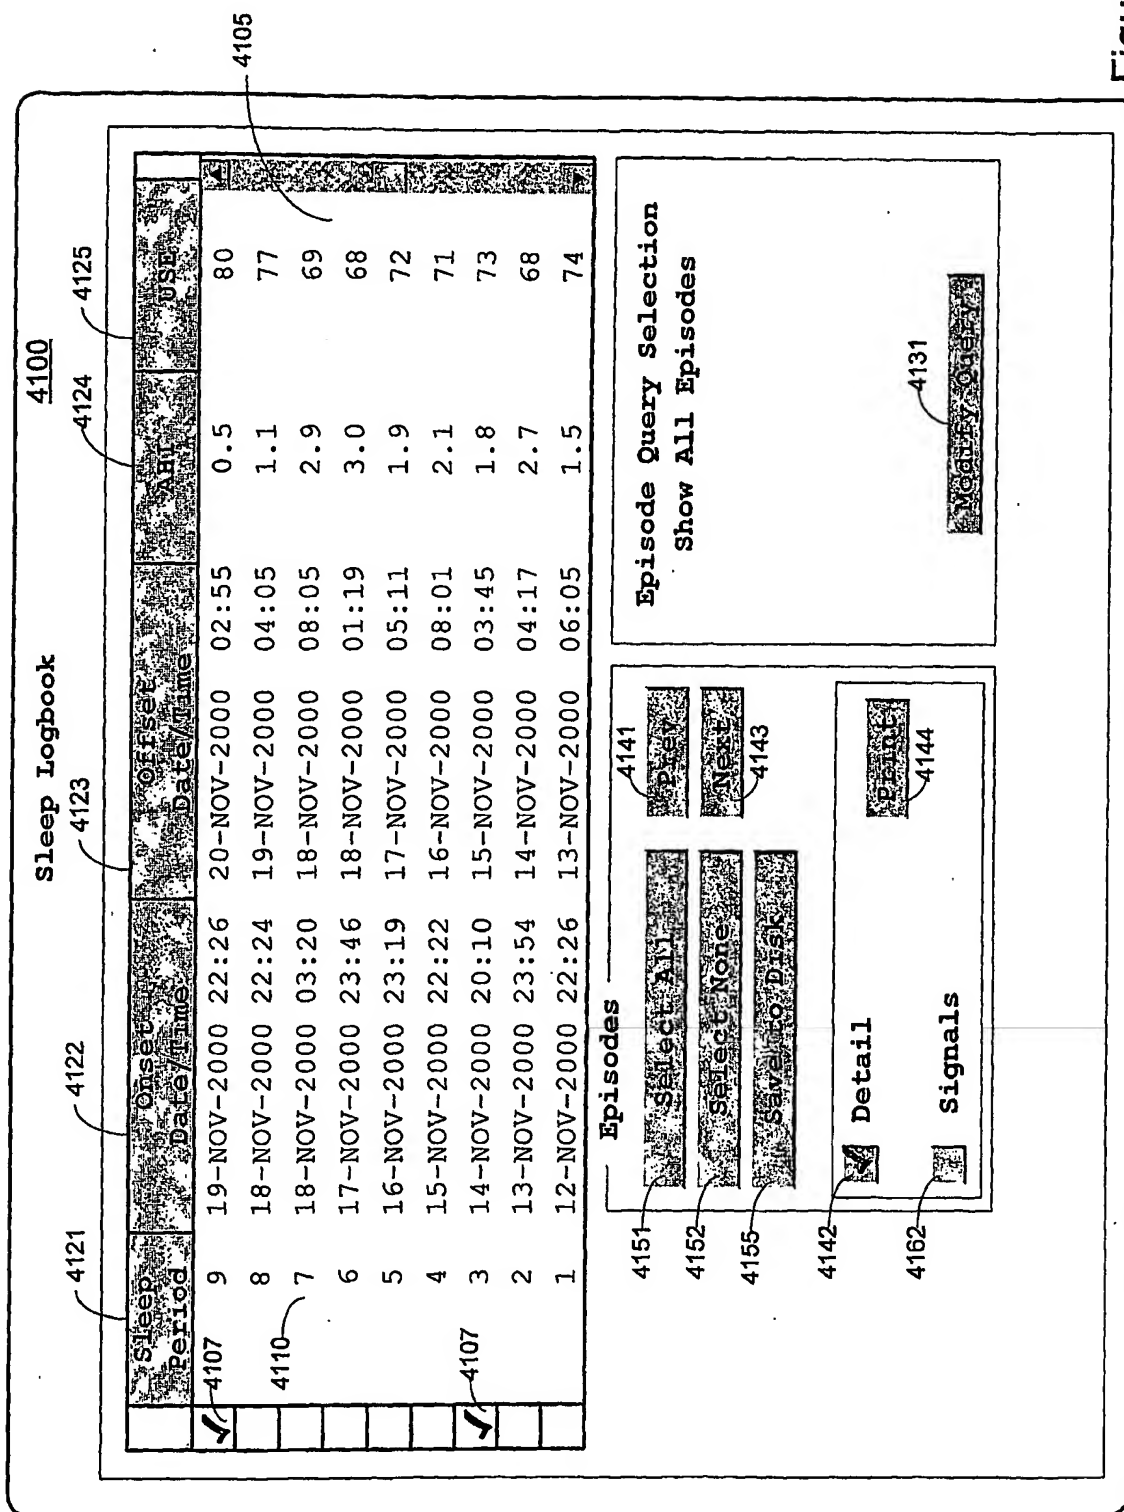 4100
Sleep Logbook
4121 4122 4123 4124 4125
Sleep Period
Onset Date/Time
Offset Date/Time
AHI
USE
4107 9 19-NOV-2000 22:26 20-NOV-2000 02:55 0.5 80
8 18-NOV-2000 22:24 19-NOV-2000 04:05 1.1 77
4110 7 18-NOV-2000 03:20 18-NOV-2000 08:05 2.9 69
4105
6 17-NOV-2000 23:46 18-NOV-2000 01:19 3.0 68
5 16-NOV-2000 23:19 17-NOV-2000 05:11 1.9 72
4 15-NOV-2000 22:22 16-NOV-2000 08:01 2.1 71
4107 3 14-NOV-2000 20:10 15-NOV-2000 03:45 1.8 73
2 13-NOV-2000 23:54 14-NOV-2000 04:17 2.7 68
1 12-NOV-2000 22:26 13-NOV-2000 06:05 1.5 74
Episodes
4151 Select All
4141 Prev
4152 Select None
Next 4143
4155 Save to Disk
4142 Detail
Print 4144
4162 Signals
Episode Query Selection
Show All Episodes
4131
Modify Query